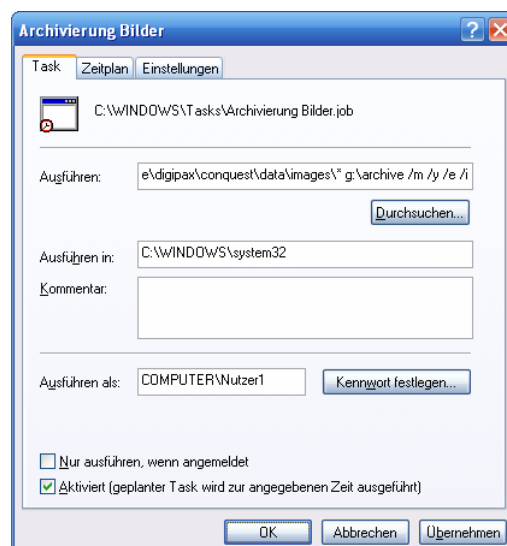 Archivierung Bilder
Task Zeitplan Einstellungen
C:\WINDOWS\Tasks\Archivierung Bilder.job
Ausführen: e\digipax\conquest\data\images\* g:\archive /m /y /e /i
Durchsuchen...
Ausführen in: C:\WINDOWS\system32
Kommentar:
Ausführen als: COMPUTER\Nutzer1 Kennwort festlegen...
Nur ausführen, wenn angemeldet
Aktiviert (geplanter Task wird zur angegebenen Zeit ausgeführt)
OK Abbrechen Übernehmen